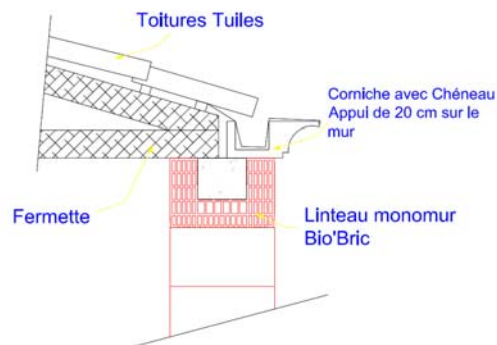 Toitures Tuiles
Corniche avec Chéneau
Appui de 20 cm sur le
mur
Fermette
Linteau monomur
Bio'Bric